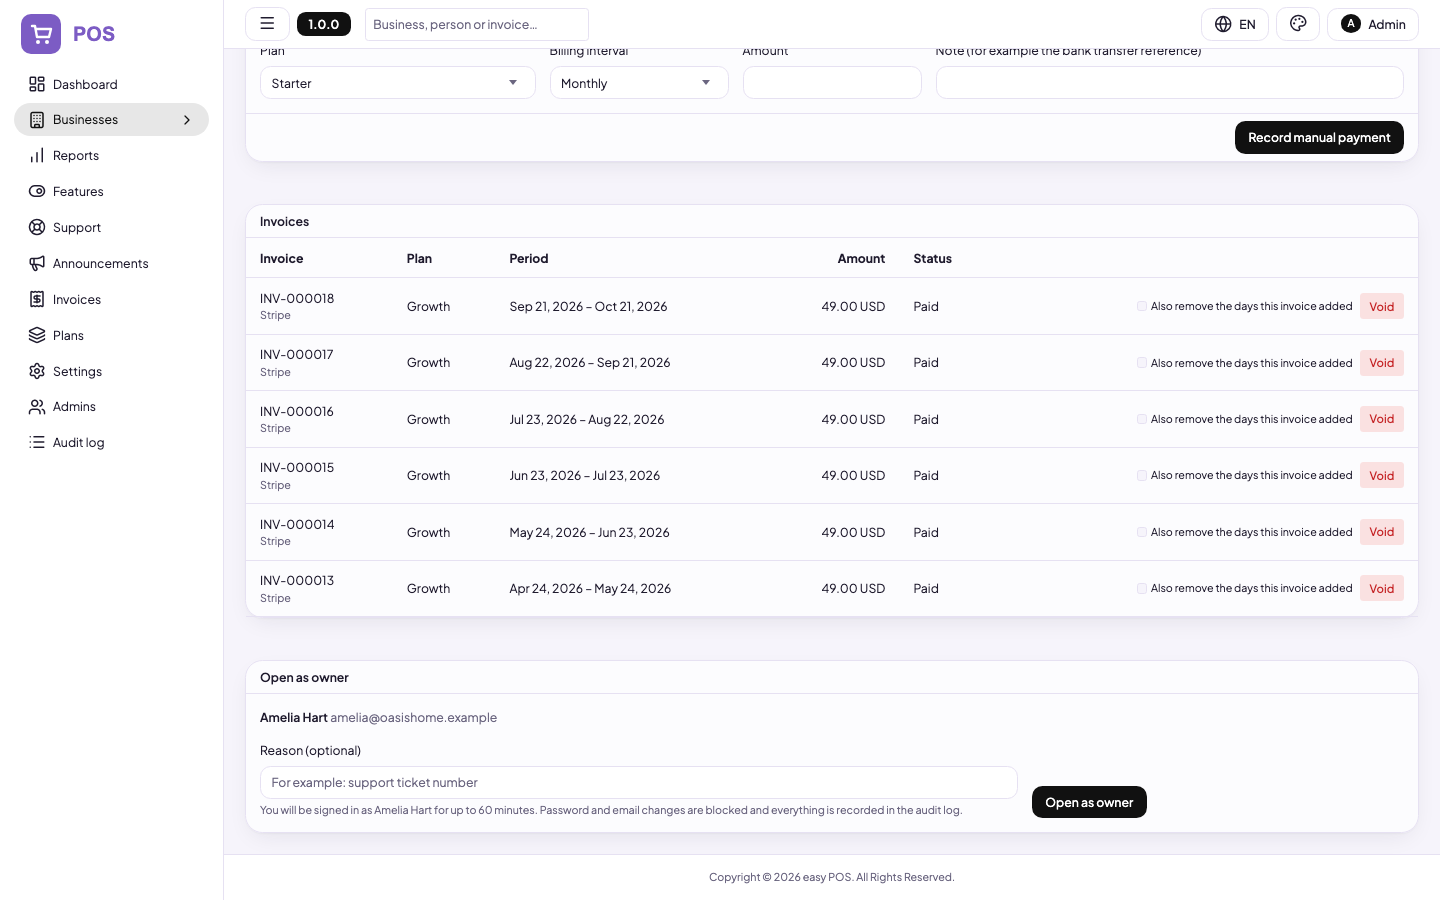 POS
1.0.0
Business, person or invoice...
EN
A
Admin
Dashboard
Businesses
Reports
Features
Support
Announcements
Invoices
Plans
Settings
Admins
Audit log
Plan
Billing interval
Amount
Note (for example the bank transfer reference)
Starter
Monthly
Record manual payment
Invoices
Invoice Plan Period Amount Status
INV-000018
Stripe
Growth Sep 21, 2026 – Oct 21, 2026 49.00 USD Paid Also remove the days this invoice added Void
INV-000017
Stripe
Growth Aug 22, 2026 – Sep 21, 2026 49.00 USD Paid Also remove the days this invoice added Void
INV-000016
Stripe
Growth Jul 23, 2026 – Aug 22, 2026 49.00 USD Paid Also remove the days this invoice added Void
INV-000015
Stripe
Growth Jun 23, 2026 – Jul 23, 2026 49.00 USD Paid Also remove the days this invoice added Void
INV-000014
Stripe
Growth May 24, 2026 – Jun 23, 2026 49.00 USD Paid Also remove the days this invoice added Void
INV-000013
Stripe
Growth Apr 24, 2026 – May 24, 2026 49.00 USD Paid Also remove the days this invoice added Void
Open as owner
Amelia Hart amelia@oasishome.example
Reason (optional)
For example: support ticket number
You will be signed in as Amelia Hart for up to 60 minutes. Password and email changes are blocked and everything is recorded in the audit log.
Open as owner
Copyright © 2026 easy POS. All Rights Reserved.